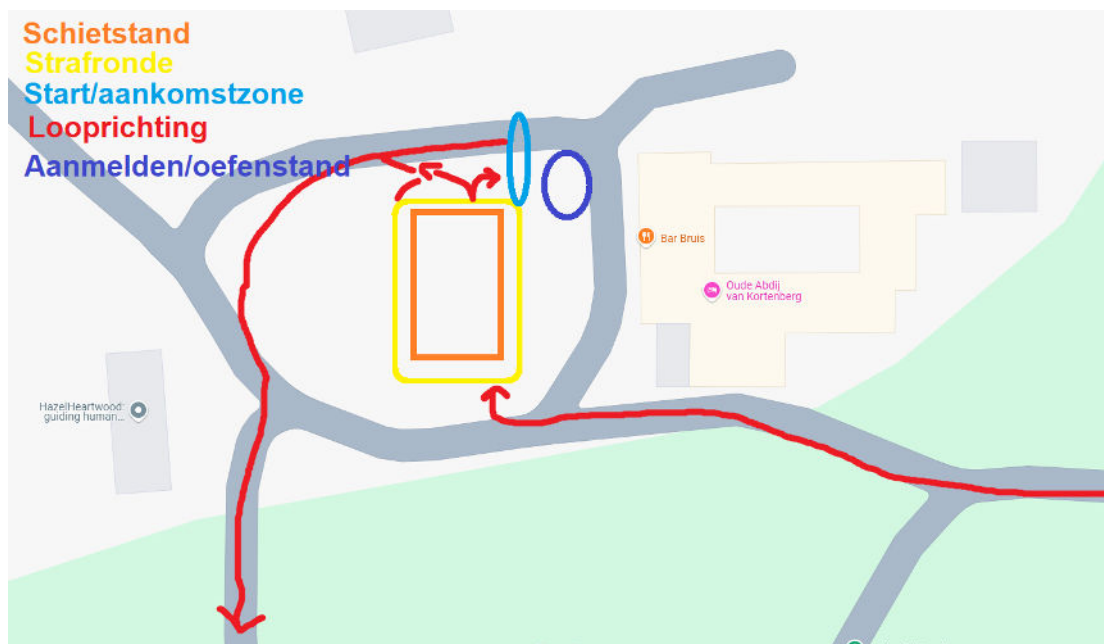 Schietstand
Strafronde
Start/aankomstzone
Looprichting
Aanmelden/oefenstand
Bar Bruis
Oude Abdij
van Kortenberg
HazelHeartwood:
guiding human...